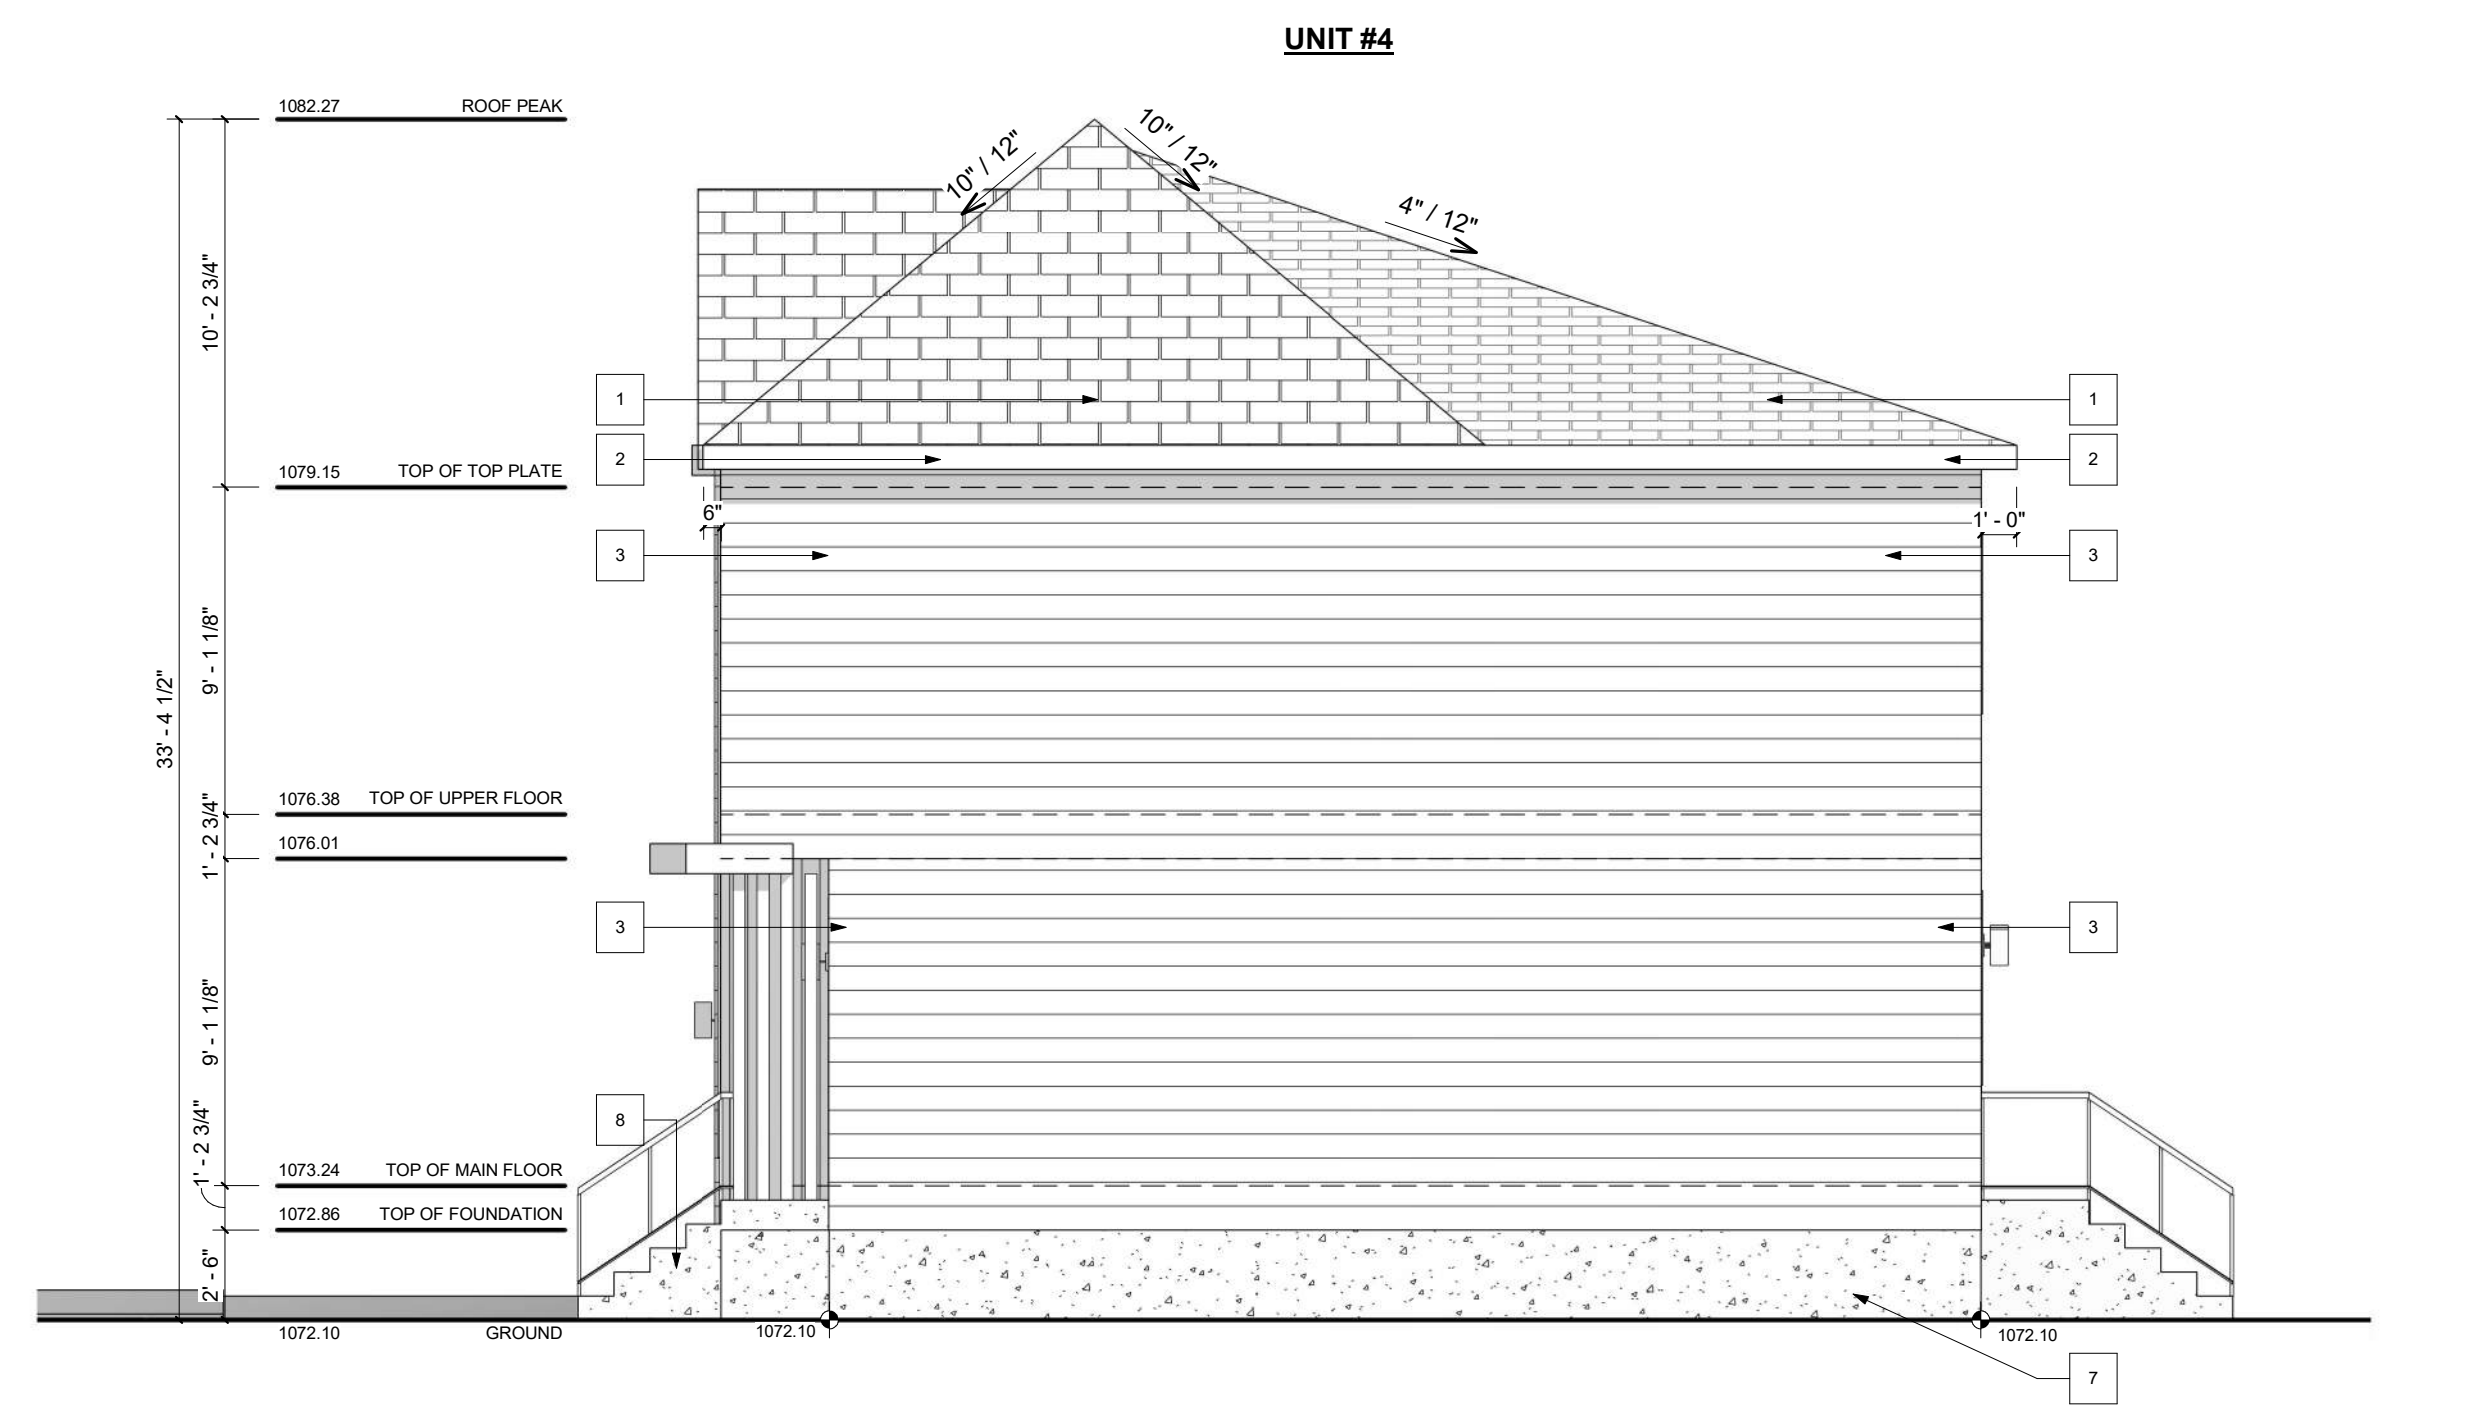 UNIT #4
1082.27 ROOF PEAK
10" / 12"
10" / 12"
4" / 12"
10' - 2 3/4"
1
1
2
2
1079.15 TOP OF TOP PLATE
6"
1' - 0"
3
3
9' - 1 1/8"
33' - 4 1/2"
1076.38 TOP OF UPPER FLOOR
1' - 2 3/4"
1076.01
3
3
9' - 1 1/8"
8
1' - 2 3/4"
1073.24 TOP OF MAIN FLOOR
1072.86 TOP OF FOUNDATION
2' - 6"
1072.10 GROUND
1072.10
1072.10
7